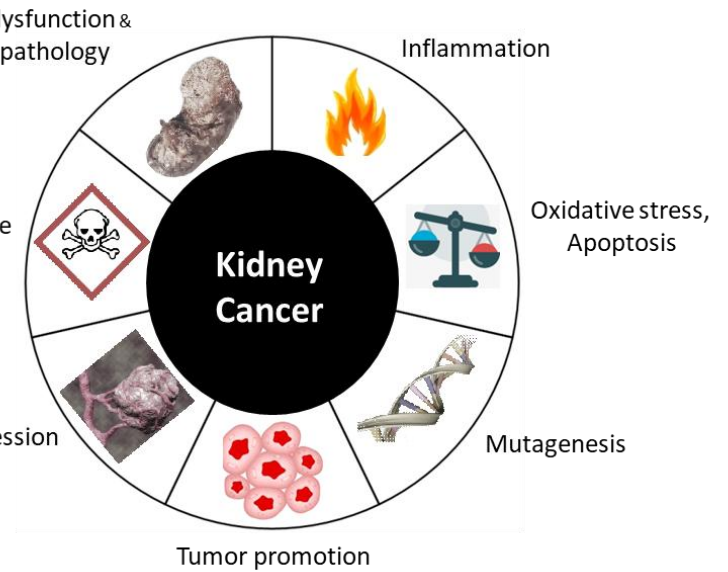 ysfunction &
pathology
Inflammation
Oxidative stress,
Apoptosis
e
Kidney
Cancer
ession
Mutagenesis
Tumor promotion